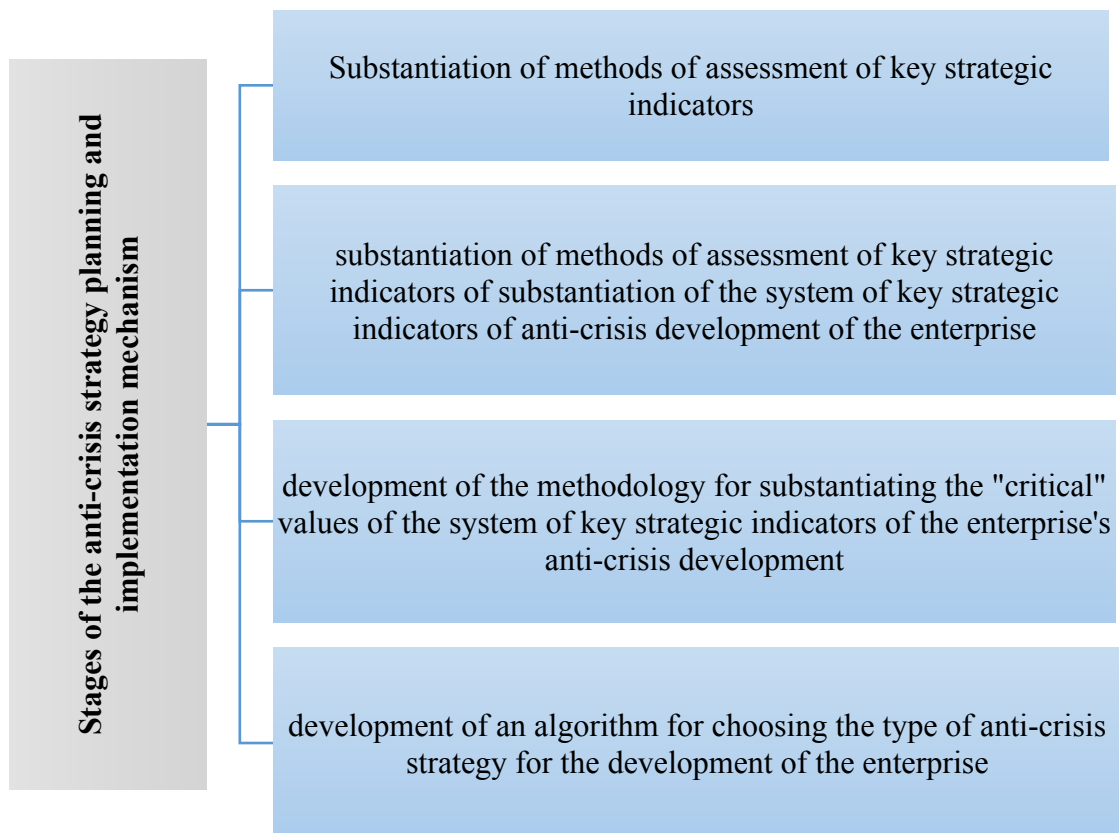 Stages of the anti-crisis strategy planning and
implementation mechanism
Substantiation of methods of assessment of key strategic
indicators
substantiation of methods of assessment of key strategic
indicators of substantiation of the system of key strategic
indicators of anti-crisis development of the enterprise
development of the methodology for substantiating the "critical"
values of the system of key strategic indicators of the enterprise's
anti-crisis development
development of an algorithm for choosing the type of anti-crisis
strategy for the development of the enterprise